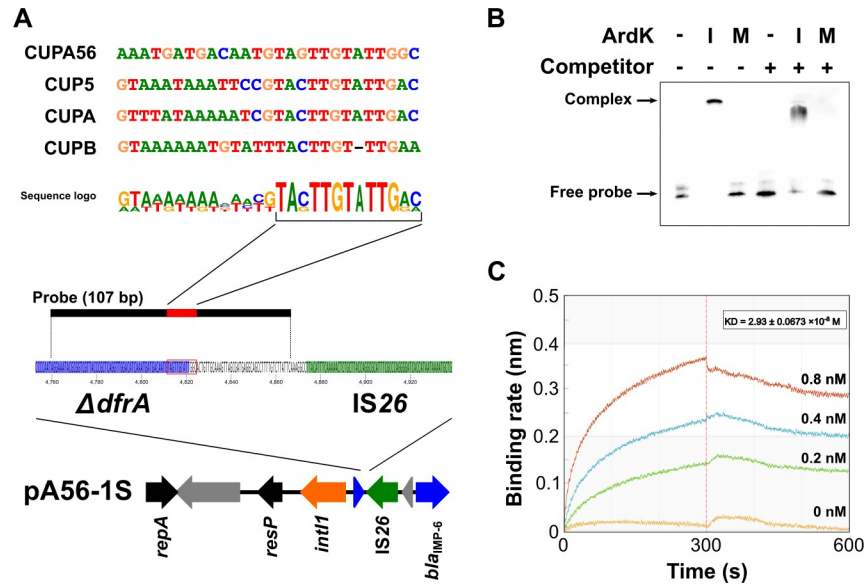 A
CUPA56 AAATGATGACAATGTAGTTGTATTGGC
CUP5 GTAAATAAATTCCGTACTTGTATTGAC
CUPA GTTTATAAAAATCGTACTTGTATTGAC
CUPB GTAAAAAATGTATTTACTTGT-TTGAA
Sequence logo
TACTTGTATTGAC
Probe (107 bp)
4,760 4,780 4,800 4,820 4,840 4,860 4,880 4,900 4,920
ΔdfrA IS26
pA56-1S
repA resP intI1 IS26 blaIMP-6
B
ArdK - I M - I M
Competitor - - - + + +
Complex
Free probe
C
Binding rate (nm)
0.5
0.4
0.3
0.2
0.1
0
KD = 2.93 ± 0.0673 ×10⁻⁸ M
0.8 nM
0.4 nM
0.2 nM
0 nM
0 300 600
Time (s)